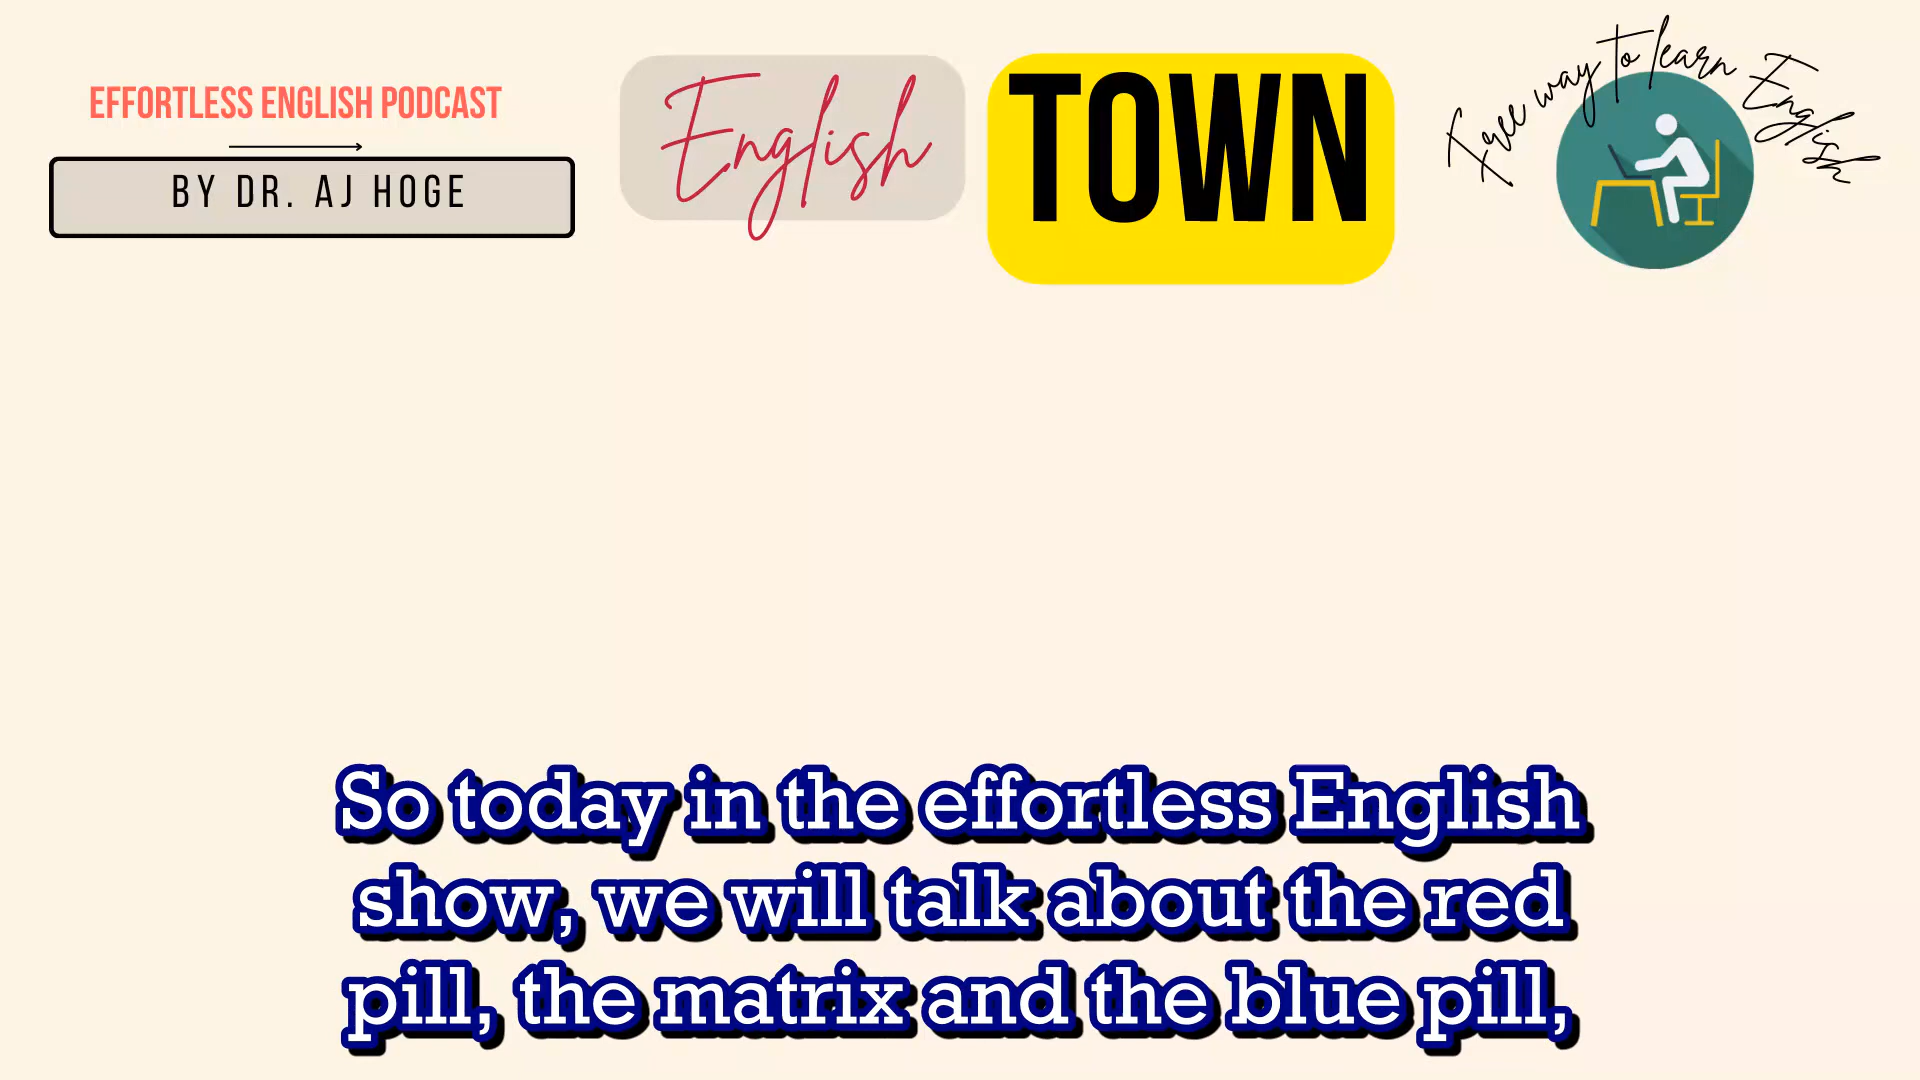 EFFORTLESS ENGLISH PODCAST
BY DR. AJ HOGE
English
TOWN
Free way to learn English
So today in the effortless English
show, we will talk about the red
pill, the matrix and the blue pill,